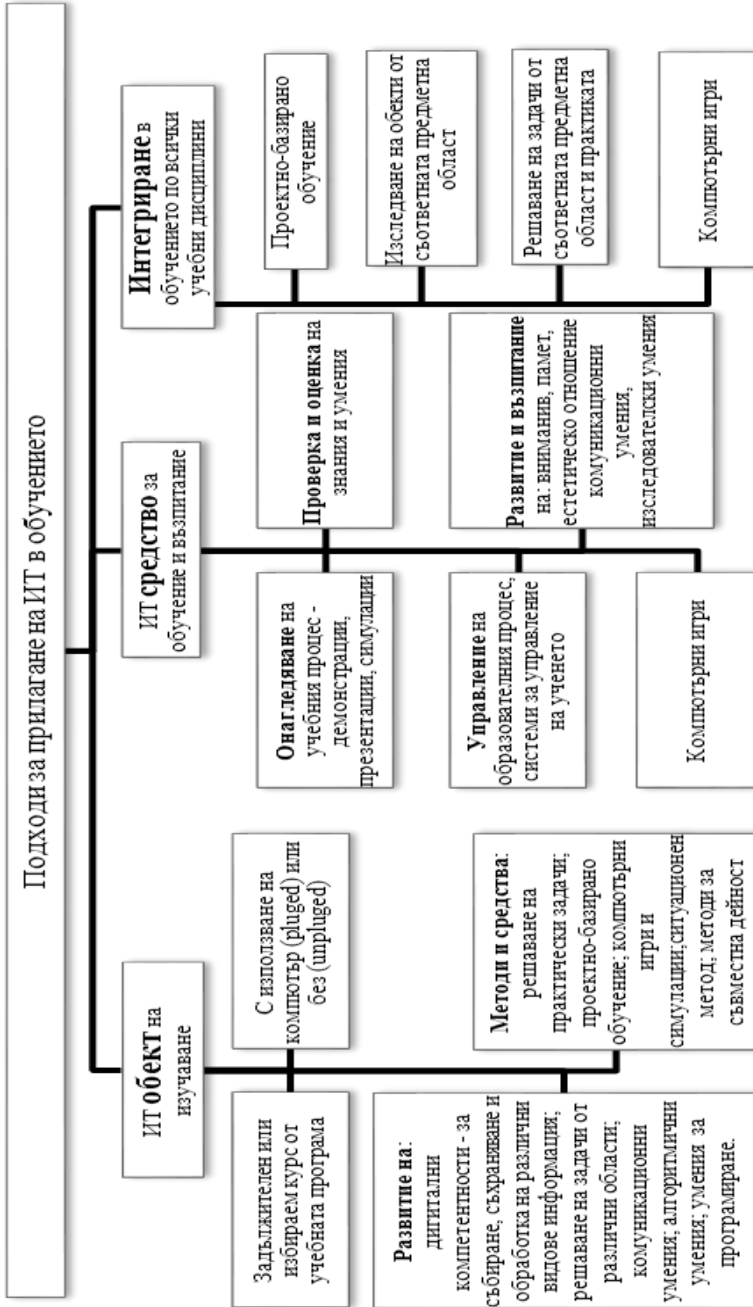 Подходи за прилагане на ИТ в обучението
ИТ обект на
изучаване
Задължителен или
избираем курс от
учебната програма
С използване на
компютър (pluged) или
без (unpluged)
Развитие на:
дигитални
компетентности - за
събиране, съхраняване и
обработка на различни
видове информация;
решаване на задачи от
различни области;
комуникационни
умения; алгоритмични
умения; умения за
програмиране.
Методи и средства:
решаване на
практически задачи;
проектно-базирано
обучение; компютърни
игри и
симулации;ситуационен
метод; методи за
съвместна дейност
ИТ средство за
обучение и възпитание
Онагледяване на
учебния процес -
демонстрации,
презентации, симулации
Проверка и оценка на
знания и умения
Управление на
образователния процес,
системи за управление
на ученето
Развитие и възпитание
на: вниманив, памет,
естетическо отношение
комуникационни
умения,
изследователски умения
Компютърни игри
Интегриране в
обучението по всички
учебни дисциплини
Проектно-базирано
обучение
Изследване на обекти от
съответната предметна
област
Решаване на задачи от
съответната предметна
област и практиката
Компютърни игри